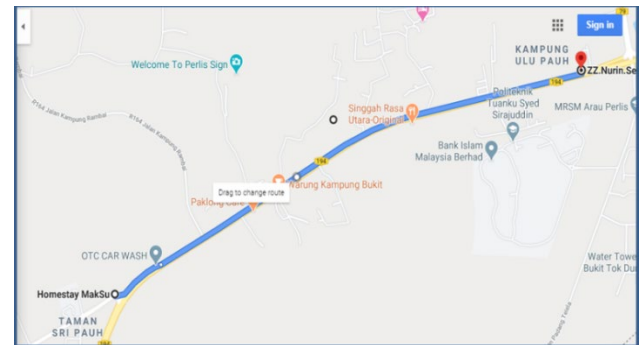 79
Sign in
KAMPUNG
ULU PAUH
Welcome To Perlis Sign
ZZ.Nurin.Se
194
Politeknik
Tuanku Syed
Sirajuddin
MRSM Arau Perlis
R164 Jalan Kampung Rambai
R164 Jalan Kampung Rambai
Singgah Rasa
Utara-Original
Bank Islam
Malaysia Berhad
194
Warung Kampung Bukit
Drag to change route
Paklong Cafe
OTC CAR WASH
Water Towe
Bukit Tok Du
Homestay MakSu
TAMAN
SRI PAUH
194